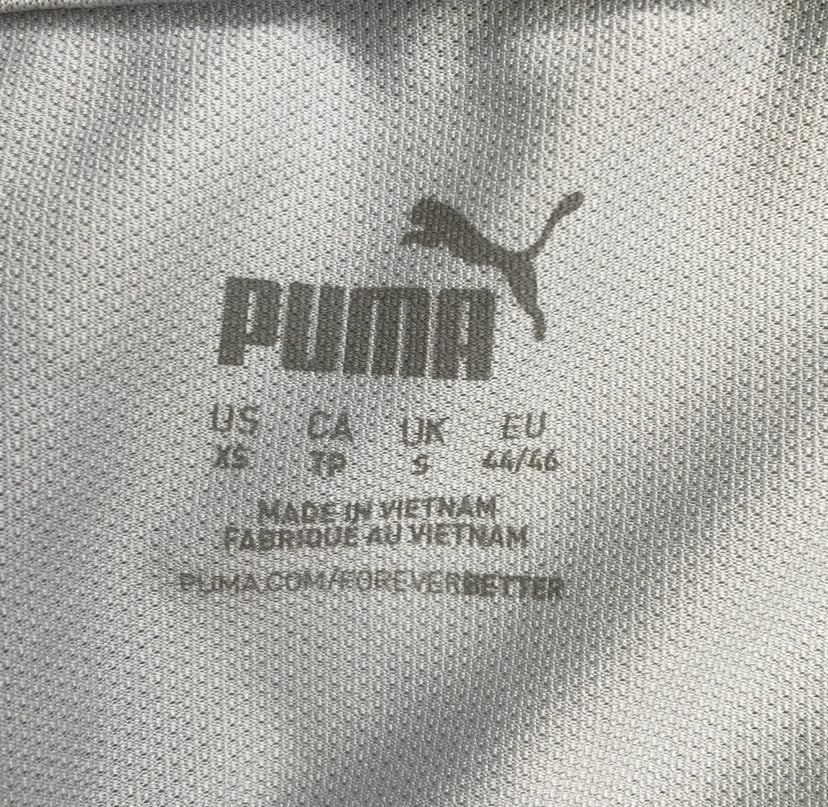 PUMA
US CA UK EU
XS TP S 44/46
MADE IN VIETNAM
FABRIQUÉ AU VIETNAM
PUMA.COM/FOREVERBETTER